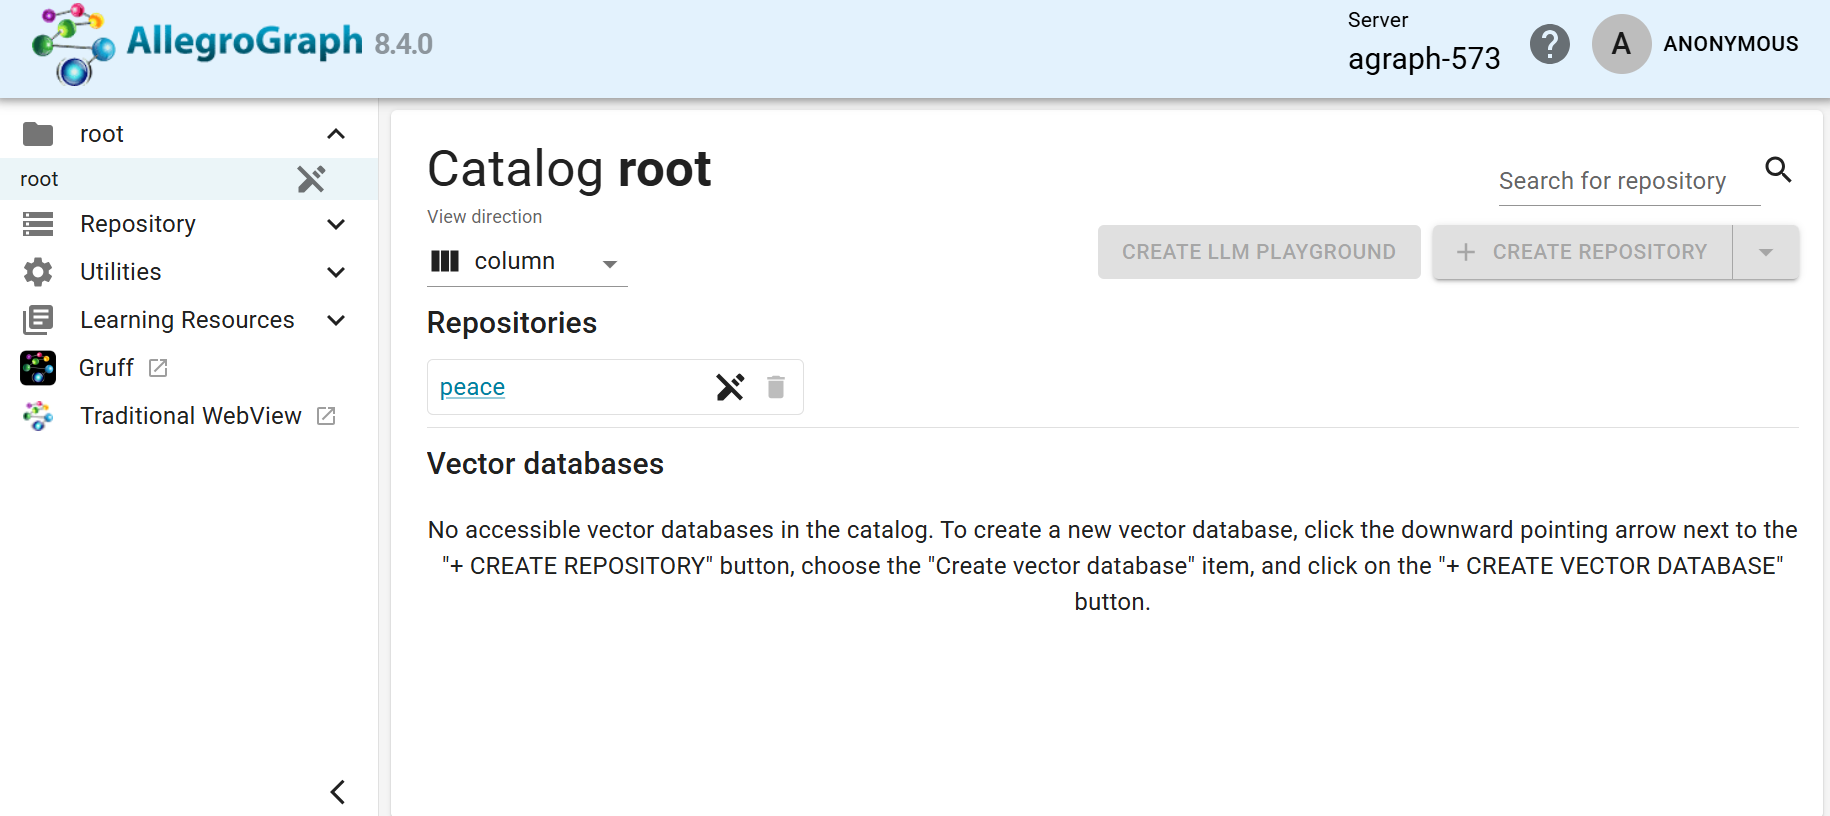 AllegroGraph 8.4.0
Server
agraph-573
?
A
ANONYMOUS
root
root
Repository
Utilities
Learning Resources
Gruff
Traditional WebView
Catalog root
Search for repository
View direction
column
CREATE LLM PLAYGROUND
+ CREATE REPOSITORY
Repositories
peace
Vector databases
No accessible vector databases in the catalog. To create a new vector database, click the downward pointing arrow next to the
"+ CREATE REPOSITORY" button, choose the "Create vector database" item, and click on the "+ CREATE VECTOR DATABASE"
button.